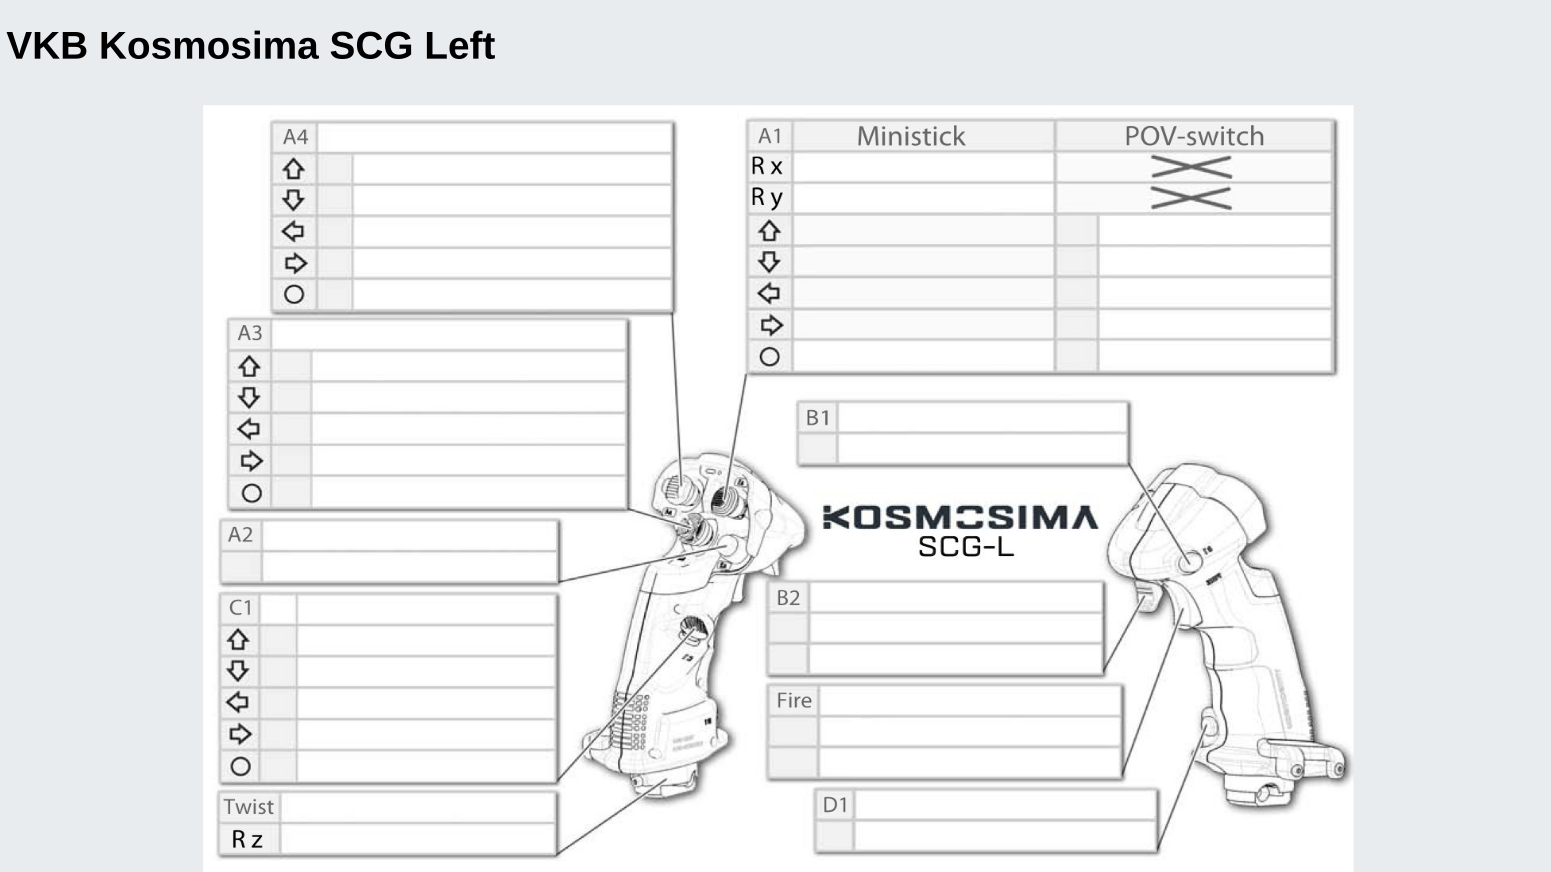 VKB Kosmosima SCG Left
A4
A1 Ministick POV-switch
R x
R y
A3
B1
A2
KOSMOSIMA
SCG-L
C1
B2
Fire
Twist
R z
D1